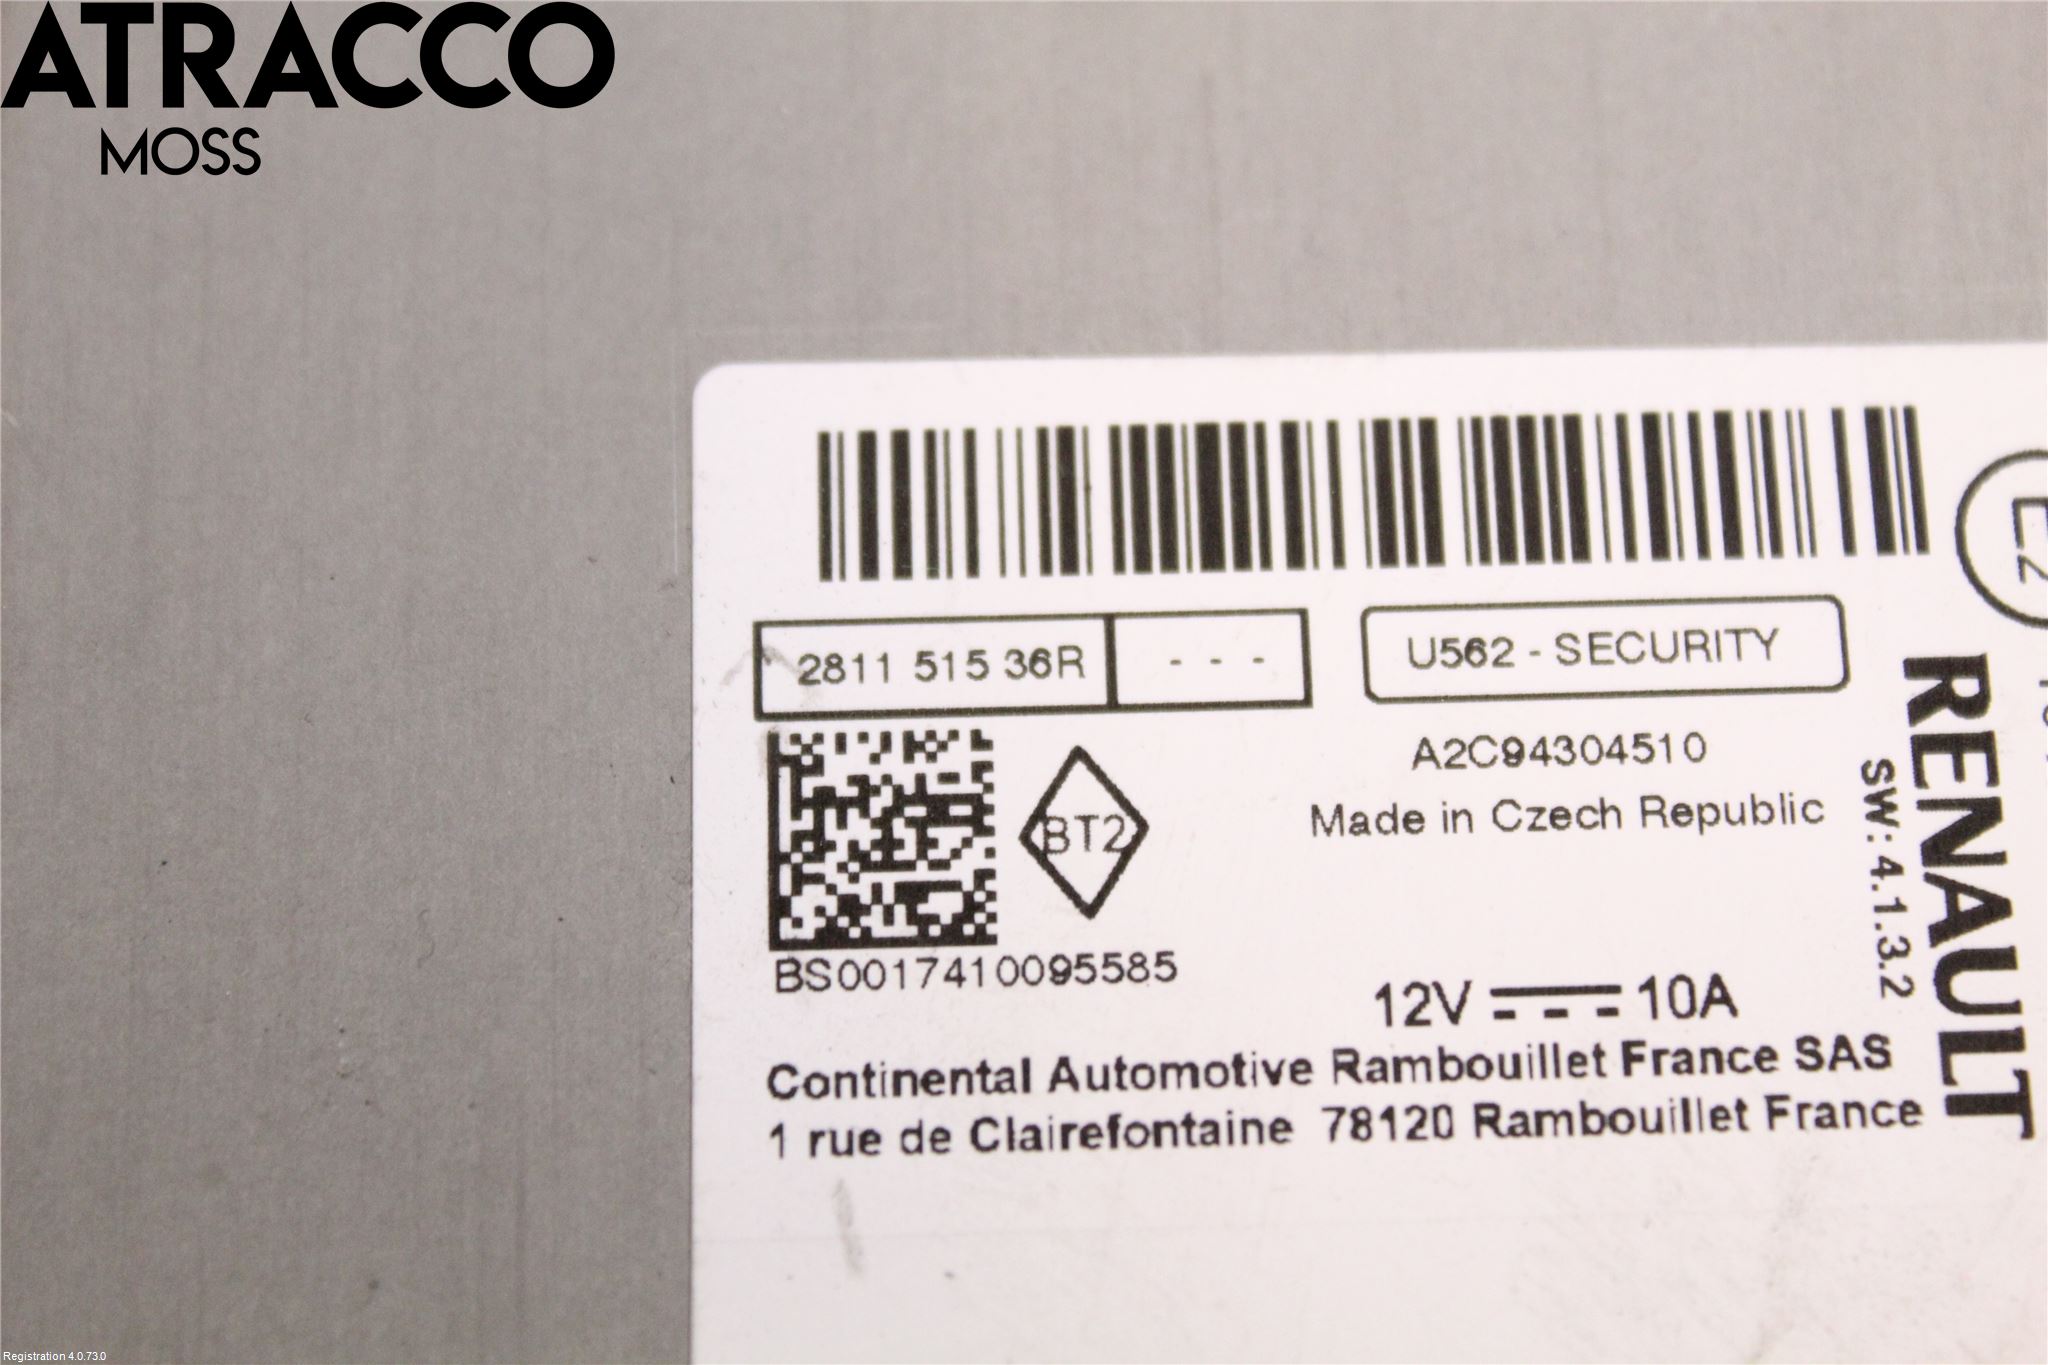 ATRACCO
MOSS
E2
2811 515 36R
- - -
U562 - SECURITY
BT2
A2C94304510
Made in Czech Republic
BS0017410095585
12V 10A
Continental Automotive Rambouillet France SAS
1 rue de Clairefontaine 78120 Rambouillet France
RENAULT
SW: 4.1.3.2
Registration 4.0.73.0